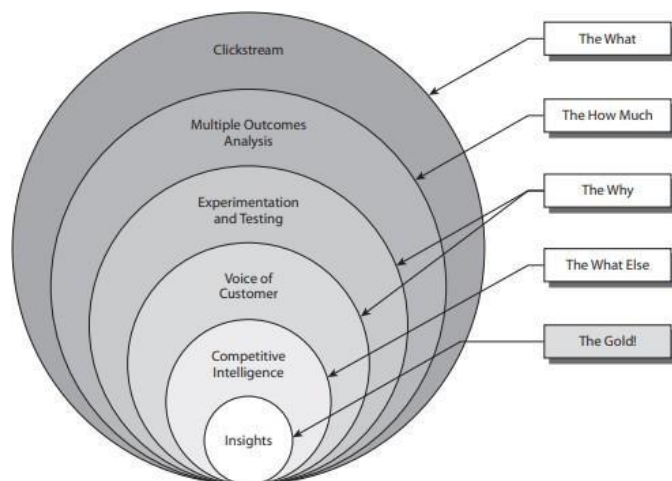 Clickstream
Multiple Outcomes
Analysis
Experimentation
and Testing
Voice of
Customer
Competitive
Intelligence
Insights
The What
The How Much
The Why
The What Else
The Gold!